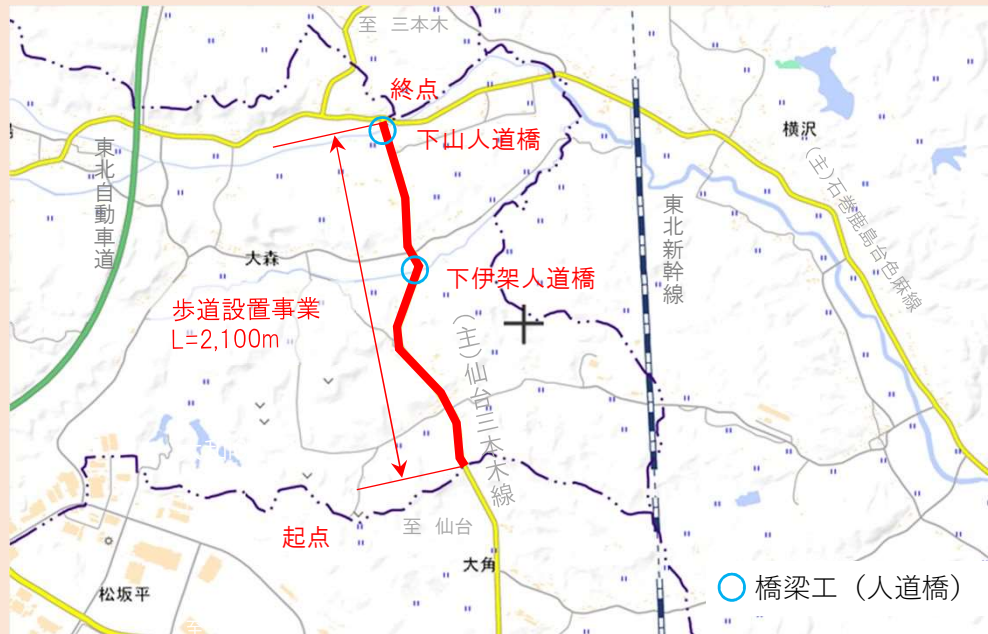 至 三本木
終点
下山人道橋
横沢
(主)石巻鹿島台色麻線
東北自動車道
東北新幹線
大森
下伊架人道橋
歩道設置事業
L=2,100m
(主)仙台三本木線
起点
至 仙台
大角
松坂平
橋梁工（人道橋）